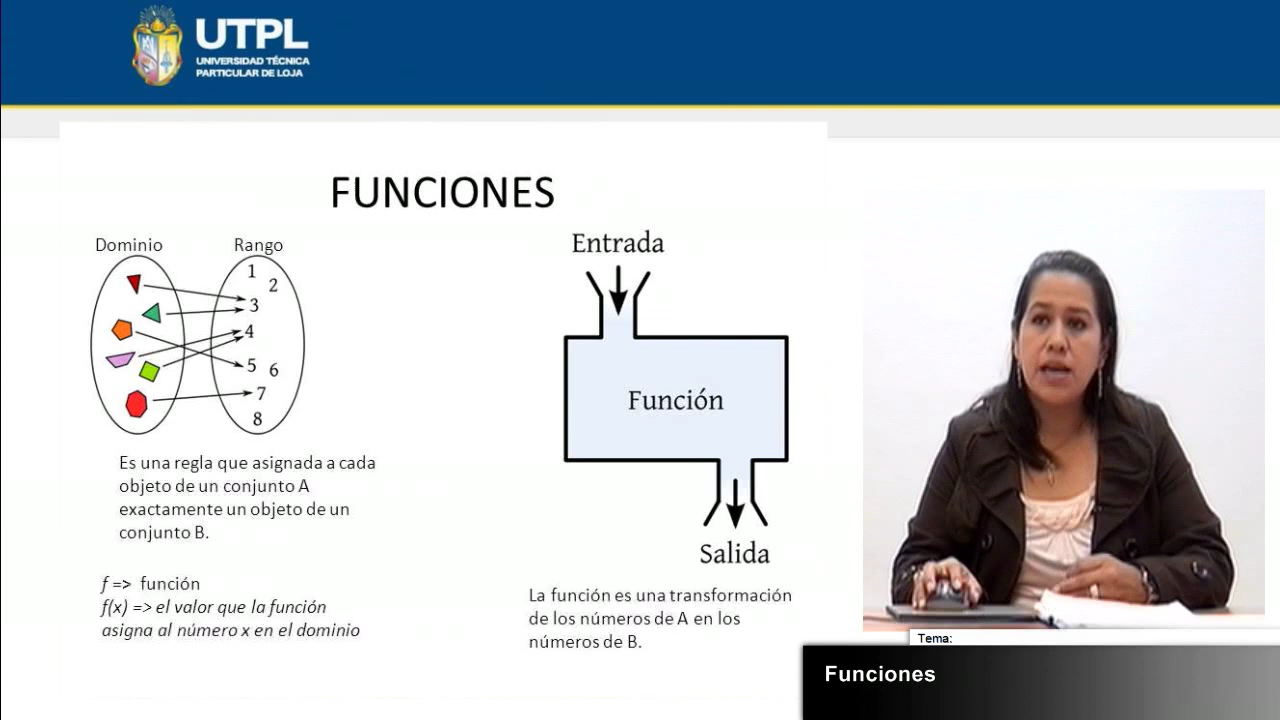 UTPL
UNIVERSIDAD TÉCNICA
PARTICULAR DE LOJA
FUNCIONES
Dominio
Rango
1
2
3
4
5
6
7
8
Es una regla que asignada a cada
objeto de un conjunto A
exactamente un objeto de un
conjunto B.
f => función
f(x) => el valor que la función
asigna al número x en el dominio
Entrada
Función
Salida
La función es una transformación
de los números de A en los
números de B.
Tema:
Funciones